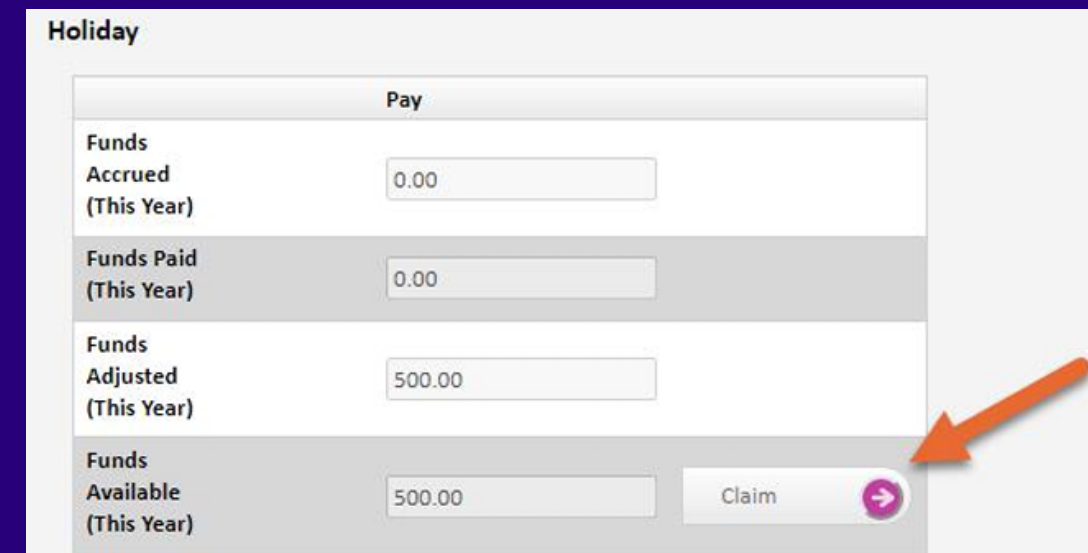 Holiday
Pay
Funds
Accrued
(This Year)
0.00
Funds Paid
(This Year)
0.00
Funds
Adjusted
(This Year)
500.00
Funds
Available
(This Year)
500.00
Claim